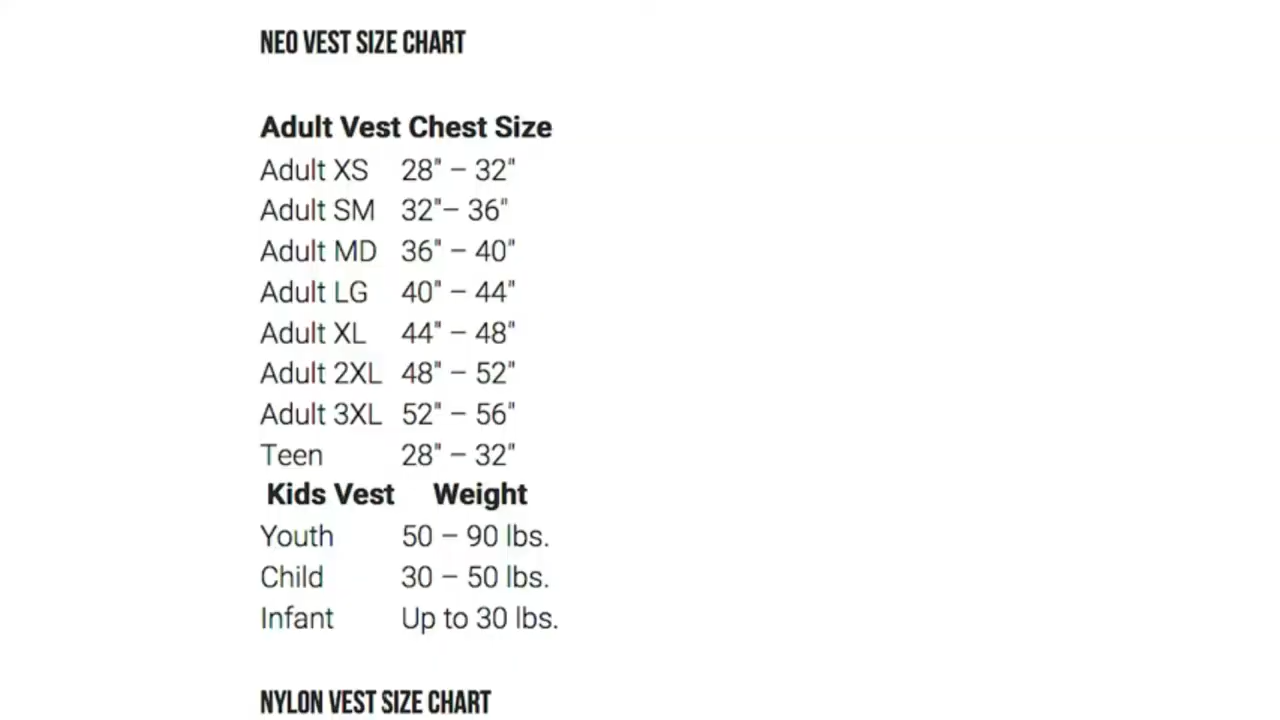 NEO VEST SIZE CHART
Adult Vest Chest Size
Adult XS 28" – 32"
Adult SM 32"– 36"
Adult MD 36" – 40"
Adult LG 40" – 44"
Adult XL 44" – 48"
Adult 2XL 48" – 52"
Adult 3XL 52" – 56"
Teen 28" – 32"
Kids Vest Weight
Youth 50 – 90 lbs.
Child 30 – 50 lbs.
Infant Up to 30 lbs.
NYLON VEST SIZE CHART